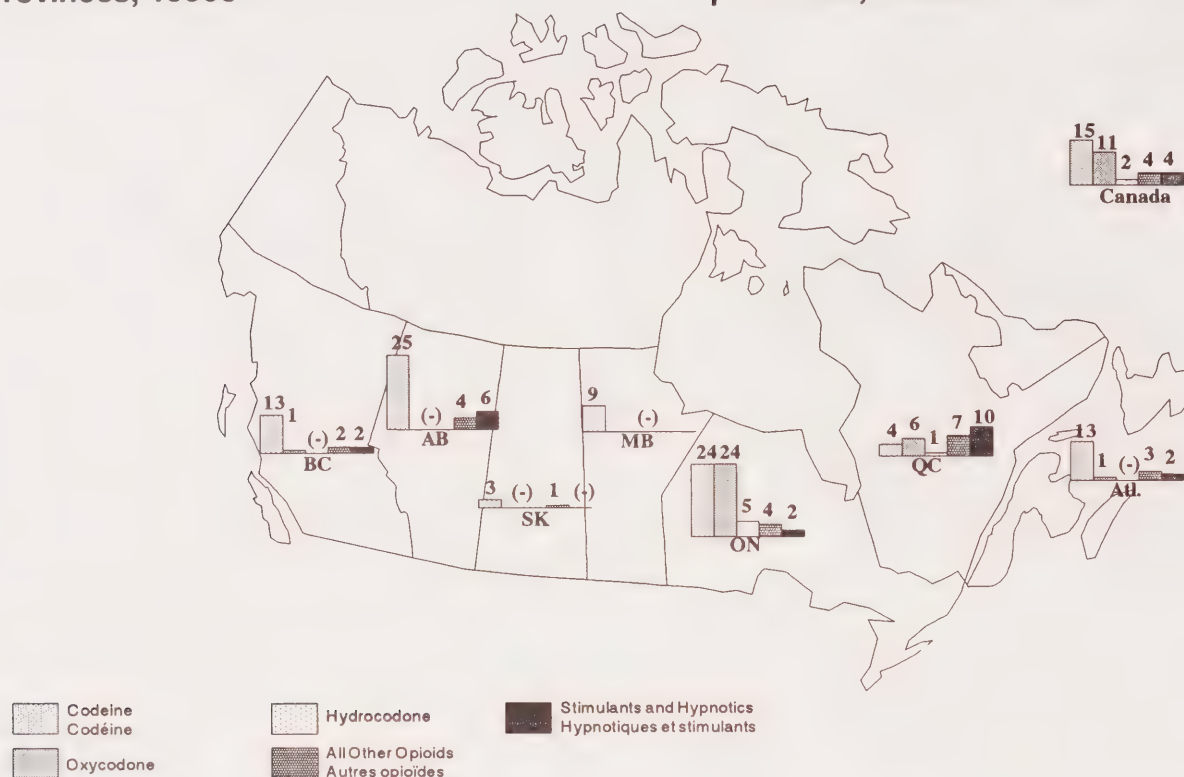 15
11
2
4
4
Canada
25
(-)
4
6
AB
13
1
(-)
2
2
BC
9
(-)
MB
3
(-)
1
(-)
SK
24
24
5
4
2
ON
4
6
1
7
10
QC
13
1
(-)
3
2
Atl.
Codeine
Codéine
Oxycodone
Hydrocodone
All Other Opioids
Autres opioïdes
Stimulants and Hypnotics
Hypnotiques et stimulants